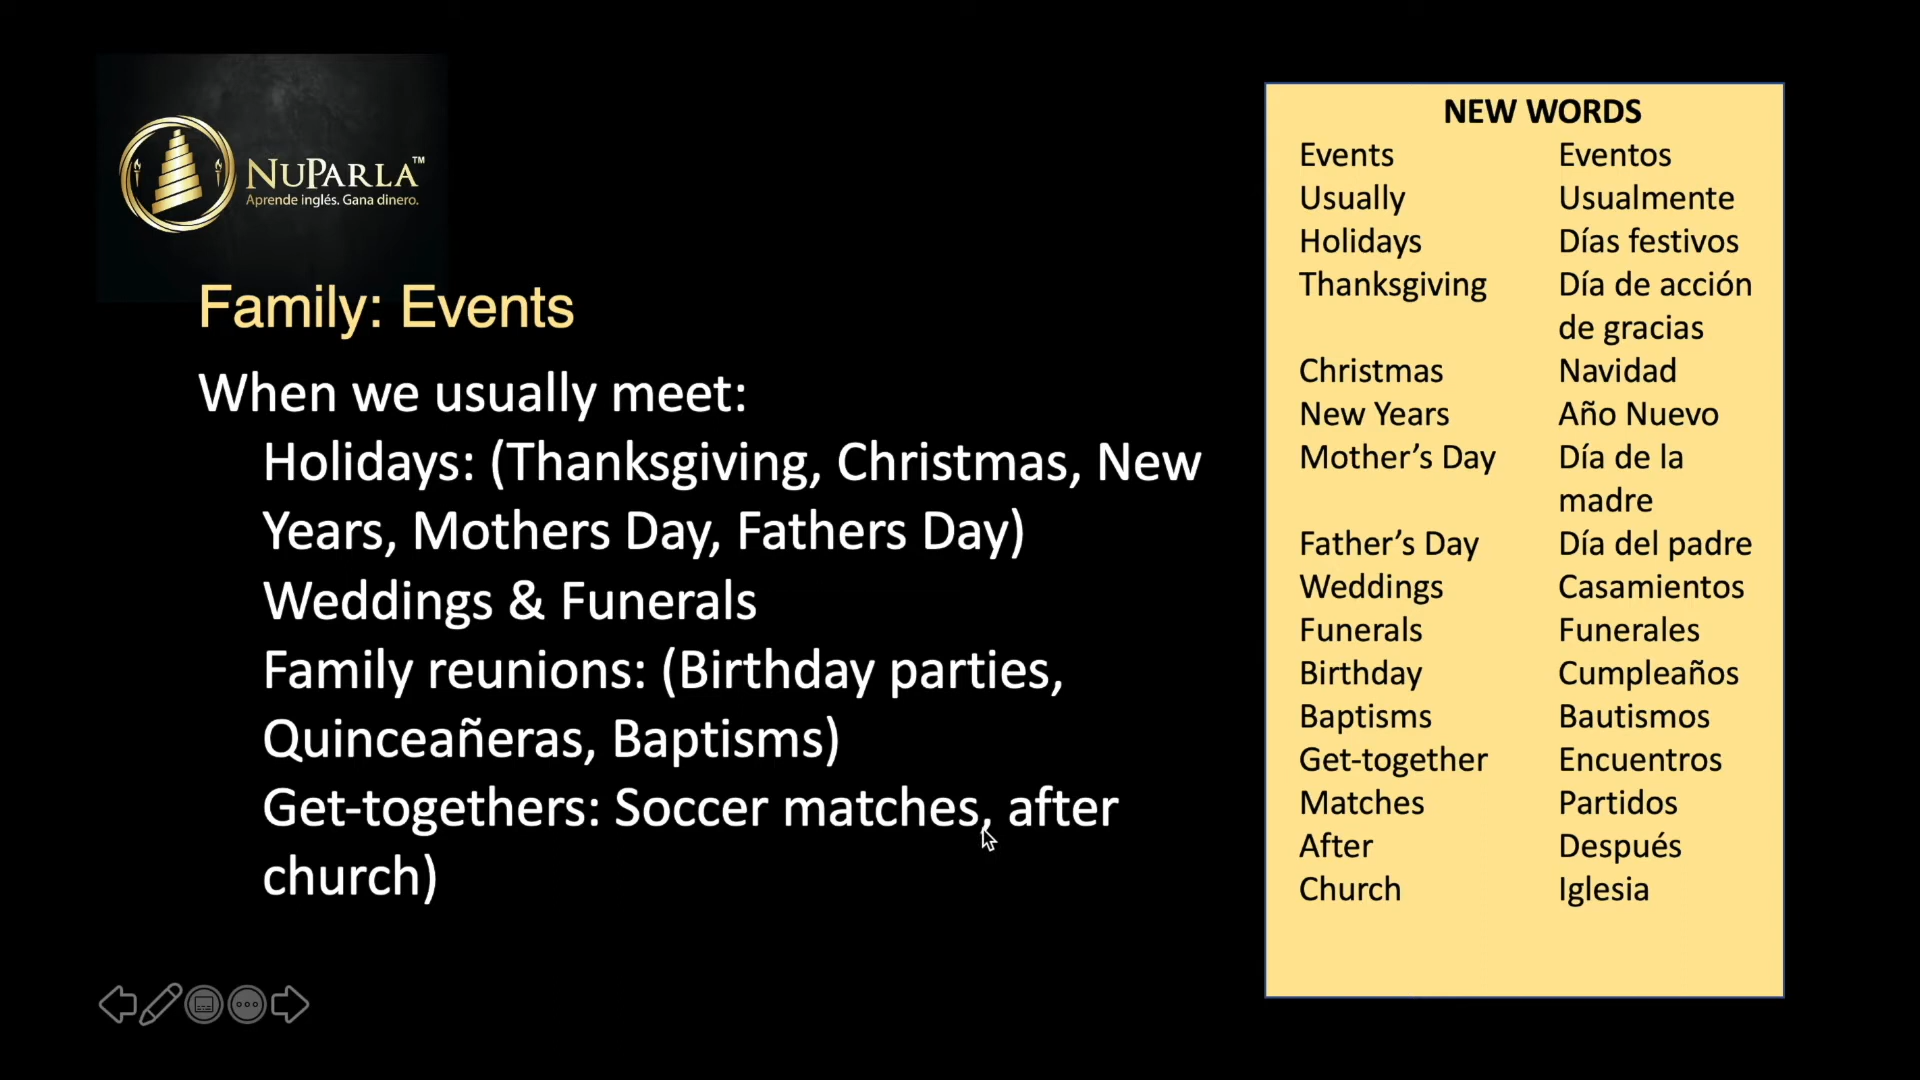 NUPARLA™
Aprende inglés. Gana dinero.
Family: Events
When we usually meet:
Holidays: (Thanksgiving, Christmas, New
Years, Mothers Day, Fathers Day)
Weddings & Funerals
Family reunions: (Birthday parties,
Quinceañeras, Baptisms)
Get-togethers: Soccer matches, after
church)
NEW WORDS
Events Eventos
Usually Usualmente
Holidays Días festivos
Thanksgiving Día de acción
de gracias
Christmas Navidad
New Years Año Nuevo
Mother’s Day Día de la
madre
Father’s Day Día del padre
Weddings Casamientos
Funerals Funerales
Birthday Cumpleaños
Baptisms Bautismos
Get-together Encuentros
Matches Partidos
After Después
Church Iglesia